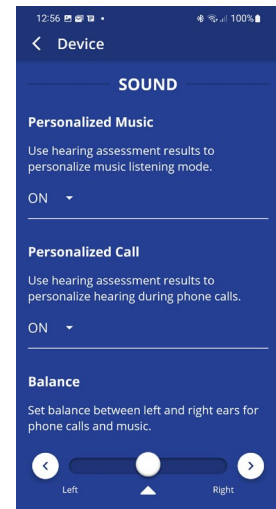 12:56 100%
Device
SOUND
Personalized Music
Use hearing assessment results to
personalize music listening mode.
ON
Personalized Call
Use hearing assessment results to
personalize hearing during phone calls.
ON
Balance
Set balance between left and right ears for
phone calls and music.
Left Right